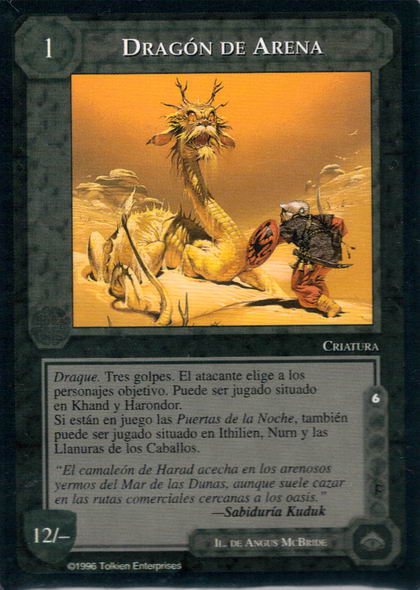 1
DRAGÓN DE ARENA
CRIATURA
Draque. Tres golpes. El atacante elige a los
personajes objetivo. Puede ser jugado situado
en Khand y Harondor.
Si están en juego las Puertas de la Noche, también
puede ser jugado situado en Ithilien, Nurn y las
Llanuras de los Caballos.
6
“El camaleón de Harad acecha en los arenosos
yermos del Mar de las Dunas, aunque suele cazar
en las rutas comerciales cercanas a los oasis.”
—Sabiduría Kuduk
12/–
IL. DE ANGUS MCBRIDE
©1996 Tolkien Enterprises